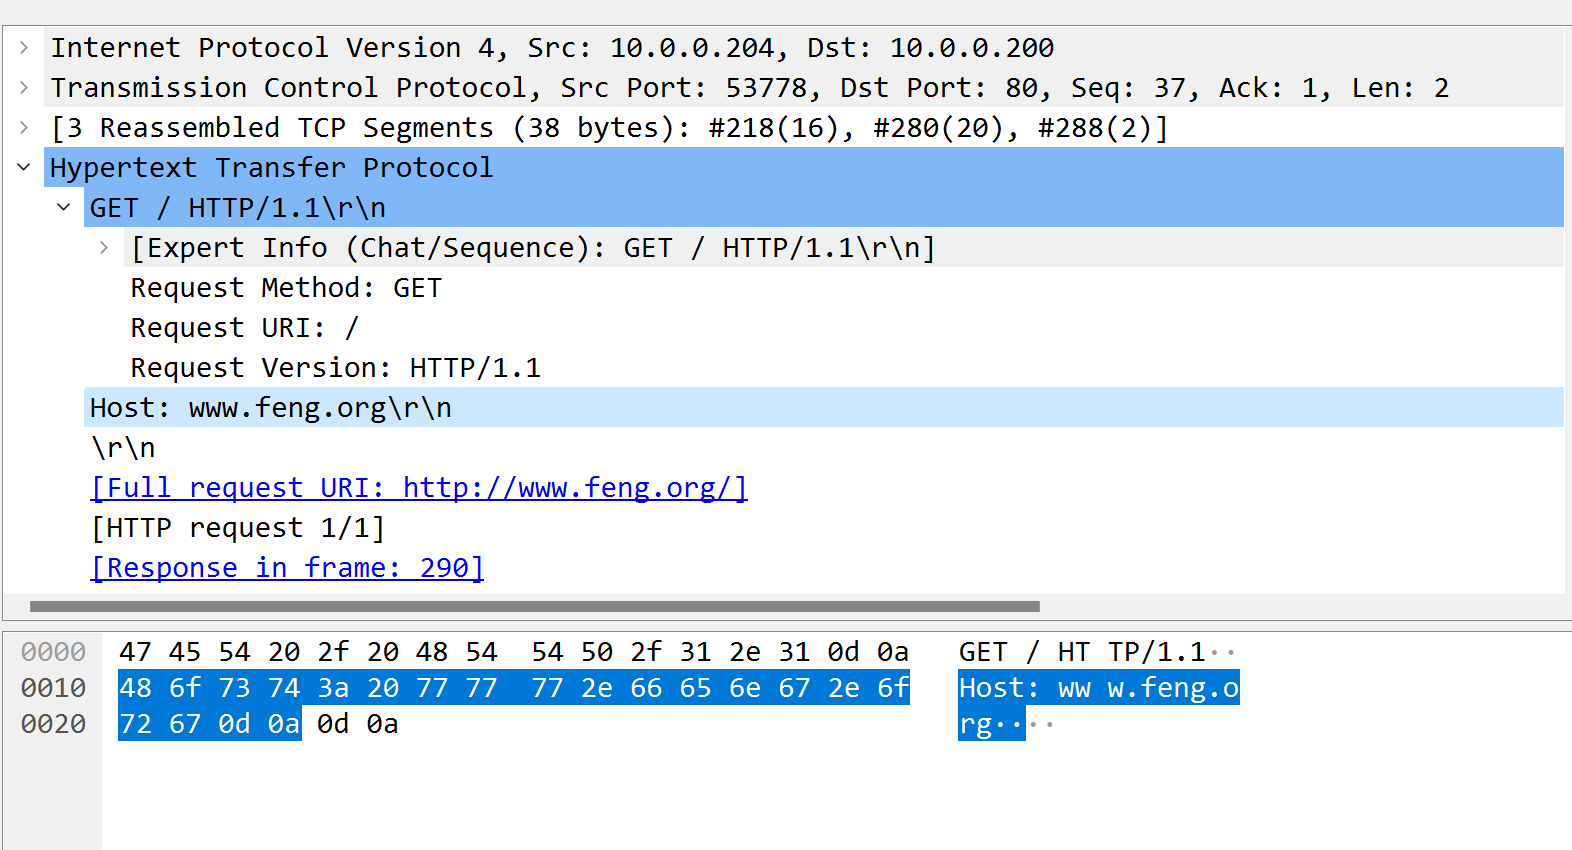 Internet Protocol Version 4, Src: 10.0.0.204, Dst: 10.0.0.200
Transmission Control Protocol, Src Port: 53778, Dst Port: 80, Seq: 37, Ack: 1, Len: 2
[3 Reassembled TCP Segments (38 bytes): #218(16), #280(20), #288(2)]
Hypertext Transfer Protocol
GET / HTTP/1.1\r\n
[Expert Info (Chat/Sequence): GET / HTTP/1.1\r\n]
Request Method: GET
Request URI: /
Request Version: HTTP/1.1
Host: www.feng.org\r\n
\r\n
[Full request URI: http://www.feng.org/]
[HTTP request 1/1]
[Response in frame: 290]
0000 47 45 54 20 2f 20 48 54 54 50 2f 31 2e 31 0d 0a GET / HT TP/1.1··
0010 48 6f 73 74 3a 20 77 77 77 2e 66 65 6e 67 2e 6f Host: ww w.feng.o
0020 72 67 0d 0a 0d 0a rg····